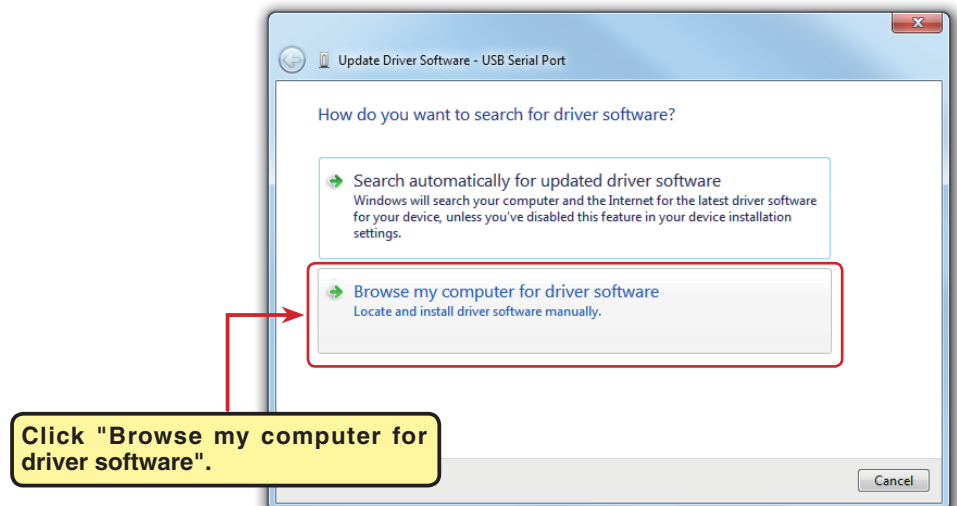 Update Driver Software - USB Serial Port
How do you want to search for driver software?
Search automatically for updated driver software
Windows will search your computer and the Internet for the latest driver software
for your device, unless you've disabled this feature in your device installation
settings.
Browse my computer for driver software
Locate and install driver software manually.
Click "Browse my computer for
driver software".
Cancel